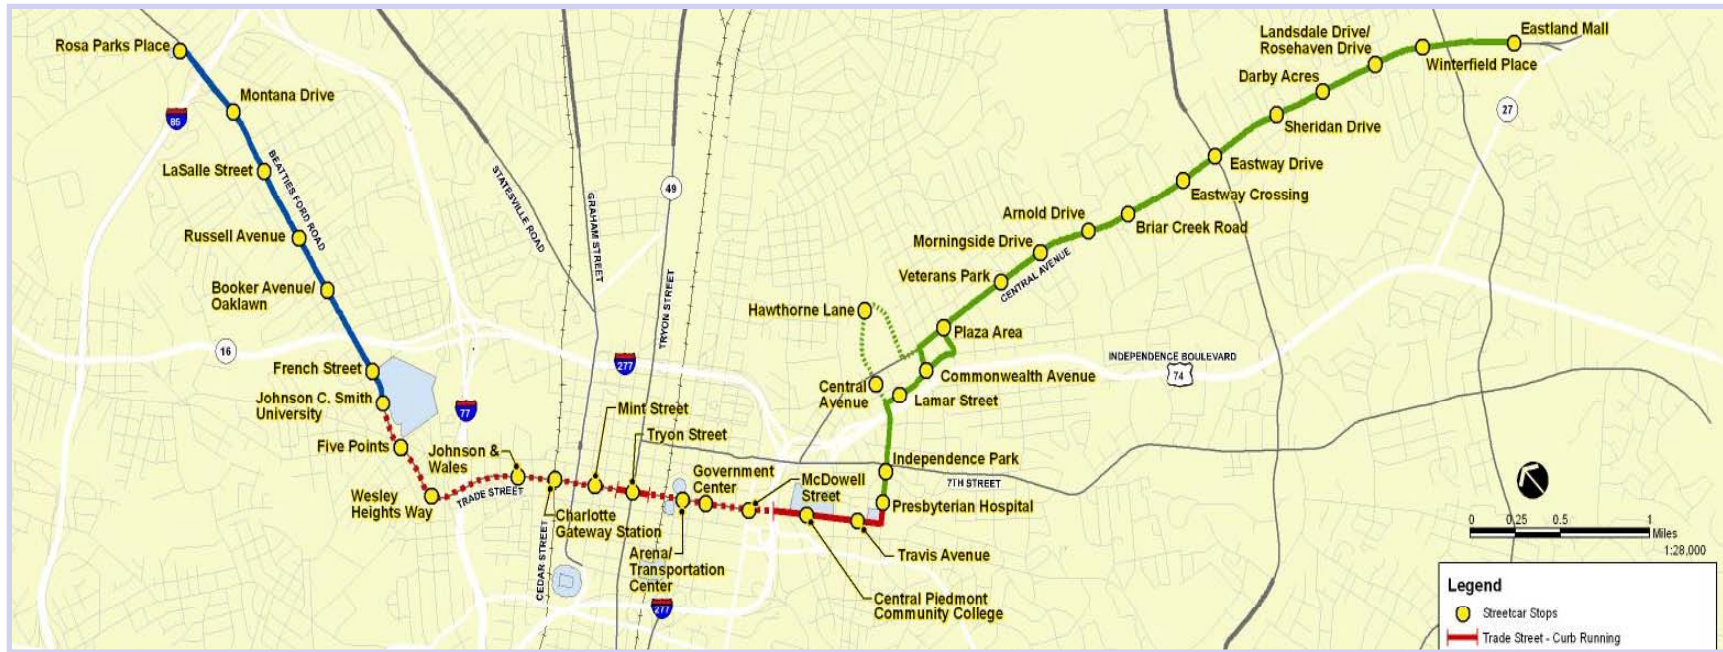 Rosa Parks Place
Montana Drive
85
LaSalle Street
BEATTIES FORD ROAD
Russell Avenue
Booker Avenue/
Oaklawn
16
French Street
Johnson C. Smith
University
77
Five Points
Wesley
Heights Way
Johnson &
Wales
TRADE STREET
STATESVILLE ROAD
GRAHAM STREET
49
TRYON STREET
277
Mint Street
Tryon Street
CEDAR STREET
Charlotte
Gateway Station
Arena/
Transportation
Center
277
Government
Center
McDowell
Street
Central Piedmont
Community College
Travis Avenue
Presbyterian Hospital
Independence Park
7TH STREET
Central
Avenue
Lamar Street
Commonwealth Avenue
Hawthorne Lane
Plaza Area
INDEPENDENCE BOULEVARD
74
Veterans Park
CENTRAL AVENUE
Morningside Drive
Arnold Drive
Briar Creek Road
Eastway Crossing
Eastway Drive
Sheridan Drive
Darby Acres
Landsdale Drive/
Rosehaven Drive
Winterfield Place
Eastland Mall
27
0 0.25 0.5 1
Miles
1:28,000
Legend
Streetcar Stops
Trade Street - Curb Running